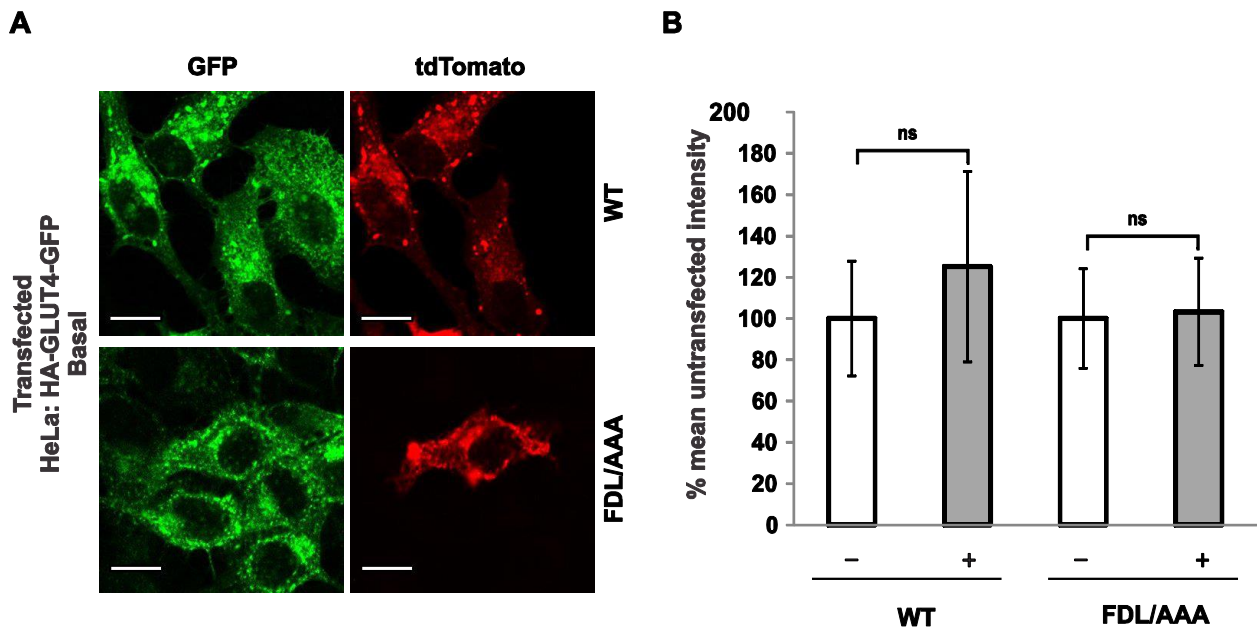 A
B
GFP
tdTomato
Transfected
HeLa: HA-GLUT4-GFP
Basal
WT
FDL/AAA
% mean untransfected intensity
200
180
160
140
120
100
80
60
40
20
0
ns
ns
– + – +
WT FDL/AAA